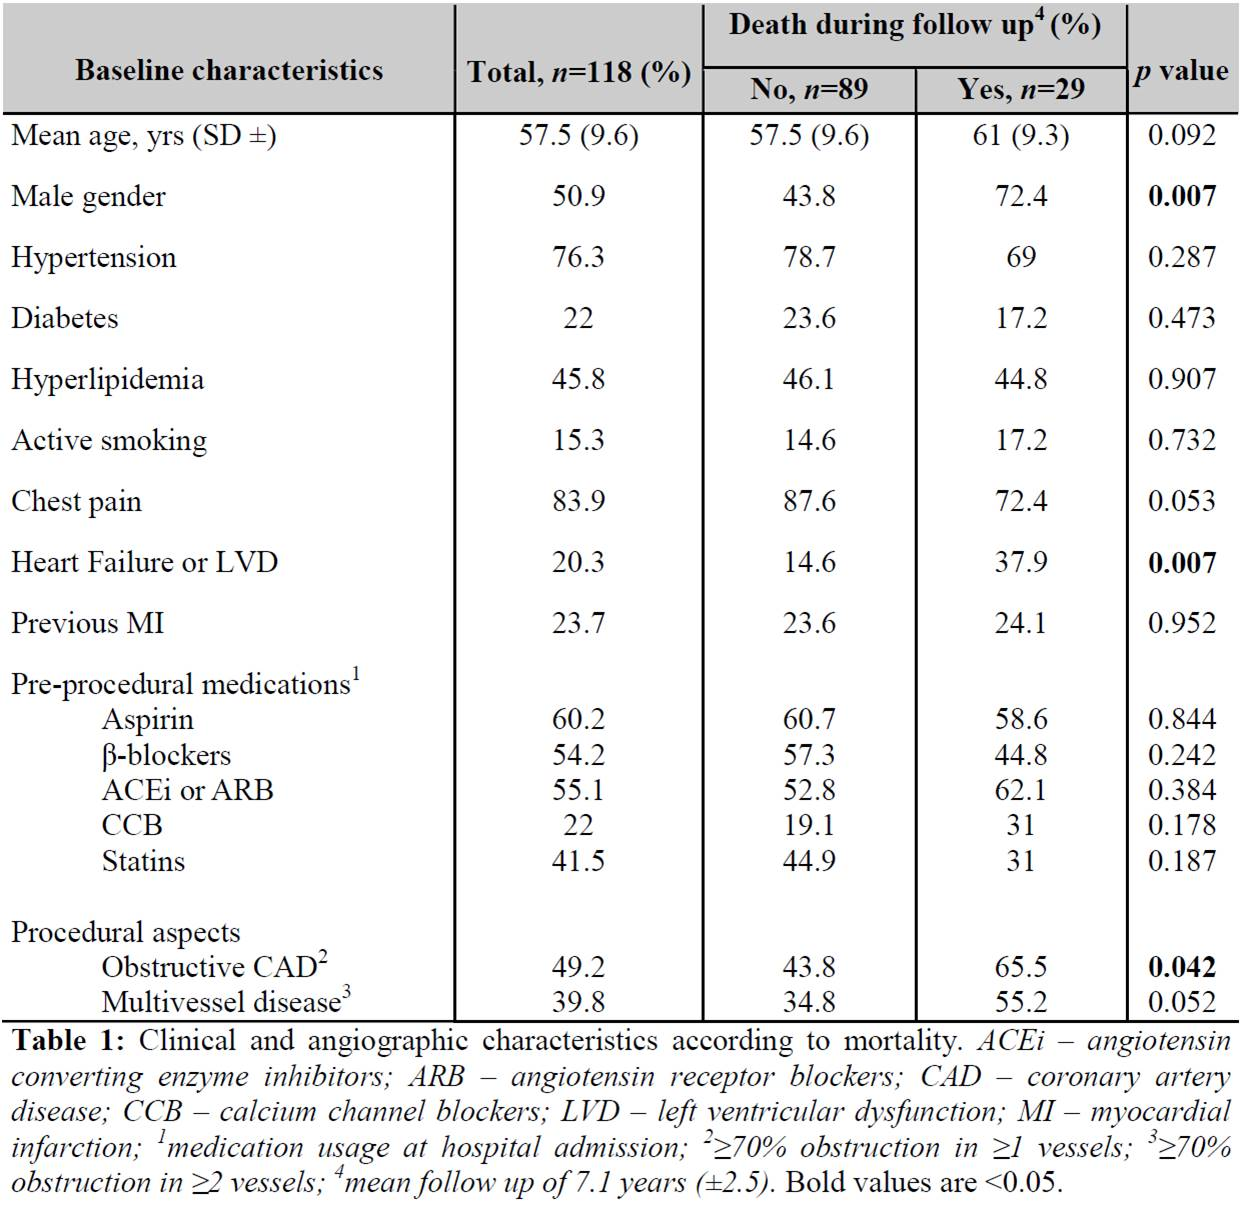 Baseline characteristics Total, n=118 (%) Death during follow up⁴ (%) p value
No, n=89 Yes, n=29
Mean age, yrs (SD ±) 57.5 (9.6) 57.5 (9.6) 61 (9.3) 0.092
Male gender 50.9 43.8 72.4 0.007
Hypertension 76.3 78.7 69 0.287
Diabetes 22 23.6 17.2 0.473
Hyperlipidemia 45.8 46.1 44.8 0.907
Active smoking 15.3 14.6 17.2 0.732
Chest pain 83.9 87.6 72.4 0.053
Heart Failure or LVD 20.3 14.6 37.9 0.007
Previous MI 23.7 23.6 24.1 0.952
Pre-procedural medications¹
Aspirin 60.2 60.7 58.6 0.844
β-blockers 54.2 57.3 44.8 0.242
ACEi or ARB 55.1 52.8 62.1 0.384
CCB 22 19.1 31 0.178
Statins 41.5 44.9 31 0.187
Procedural aspects
Obstructive CAD² 49.2 43.8 65.5 0.042
Multivessel disease³ 39.8 34.8 55.2 0.052
Table 1: Clinical and angiographic characteristics according to mortality. ACEi – angiotensin
converting enzyme inhibitors; ARB – angiotensin receptor blockers; CAD – coronary artery
disease; CCB – calcium channel blockers; LVD – left ventricular dysfunction; MI – myocardial
infarction; ¹medication usage at hospital admission; ²≥70% obstruction in ≥1 vessels; ³≥70%
obstruction in ≥2 vessels; ⁴mean follow up of 7.1 years (±2.5). Bold values are <0.05.